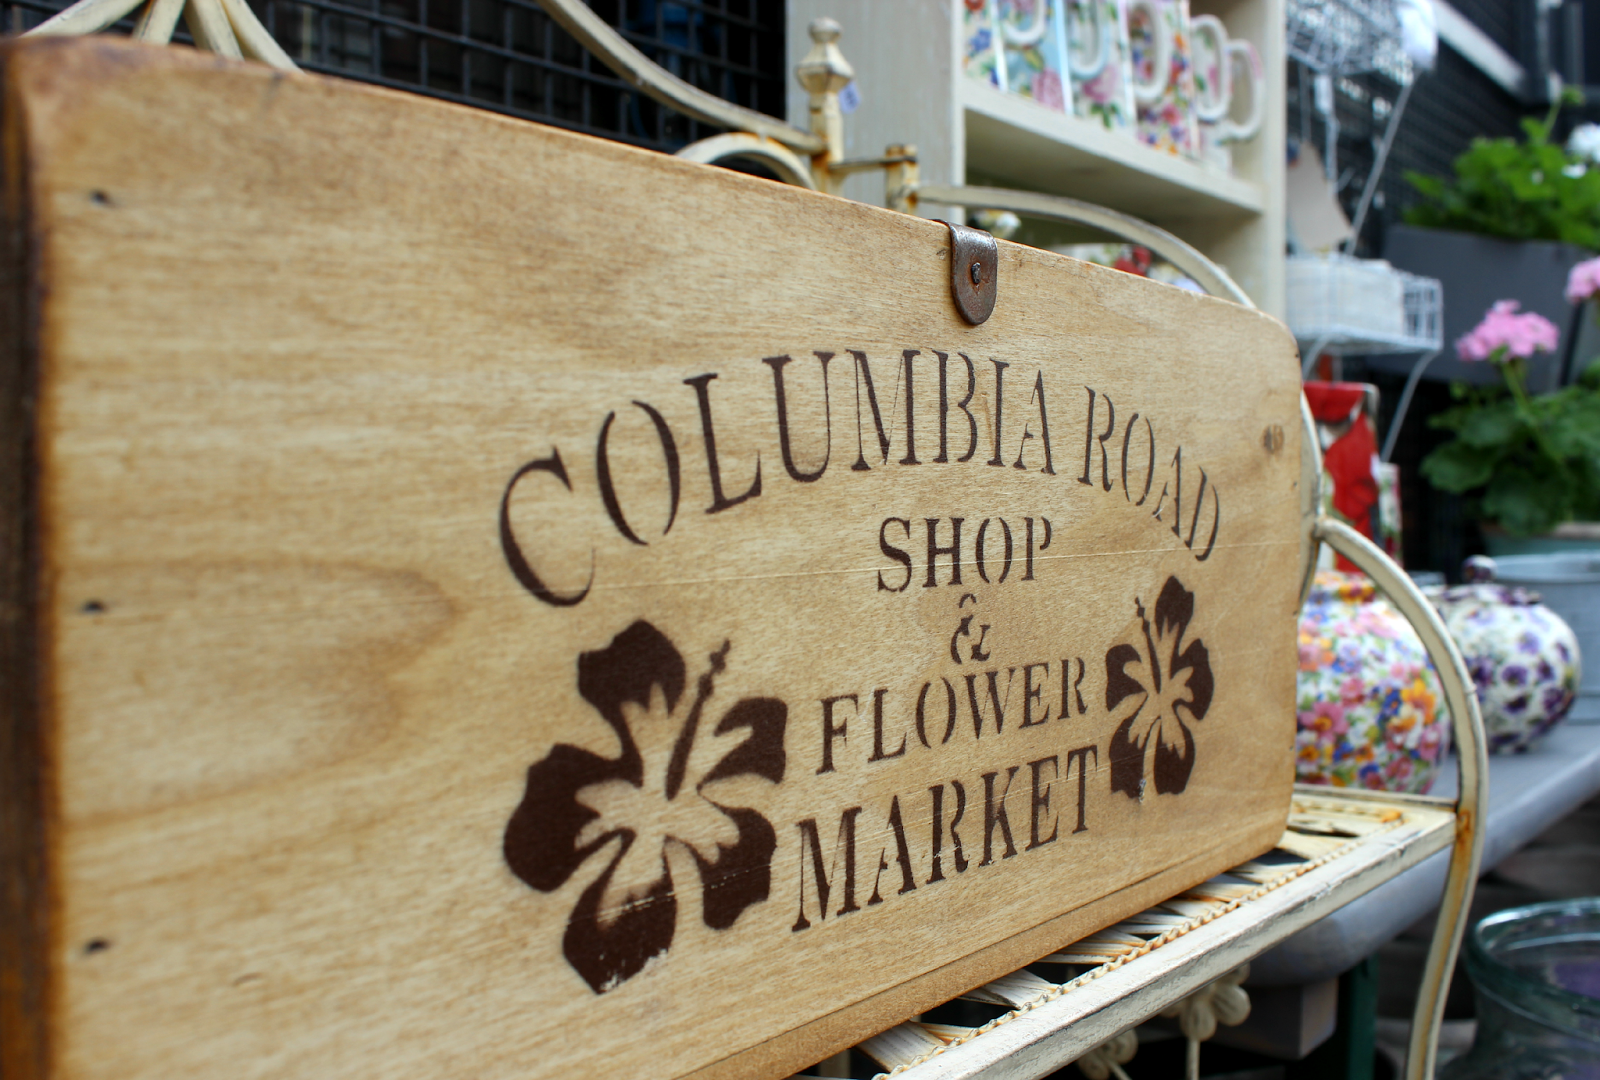 COLUMBIA ROAD
SHOP
&
FLOWER
MARKET